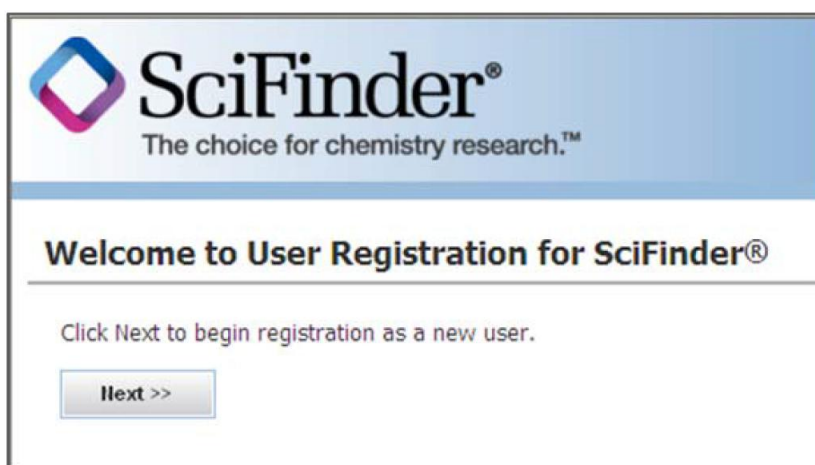 SciFinder®
The choice for chemistry research.™
Welcome to User Registration for SciFinder®
Click Next to begin registration as a new user.
Next >>